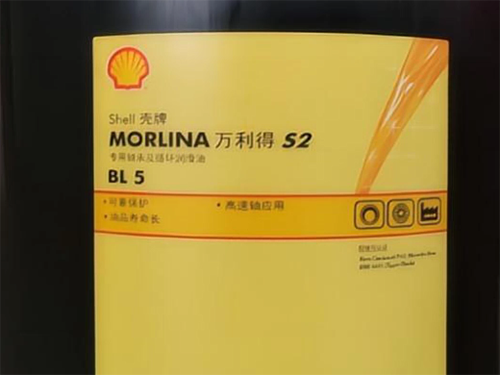 Shell 壳牌
MORLINA 万利得 S2
专用轴承及循环润滑油
BL 5
• 可靠保护
• 高速轴应用
• 油品寿命长